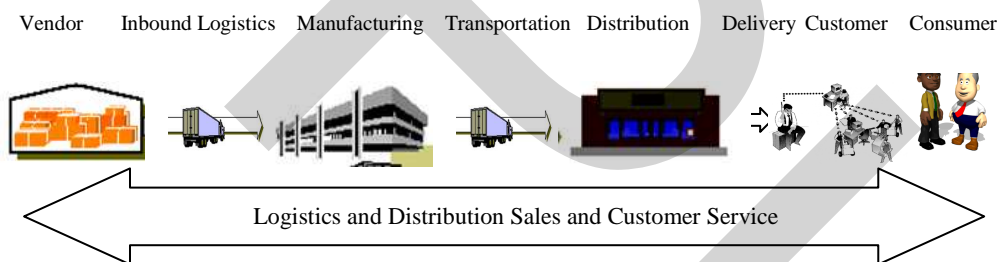 Vendor Inbound Logistics Manufacturing Transportation Distribution Delivery Customer Consumer
Logistics and Distribution Sales and Customer Service